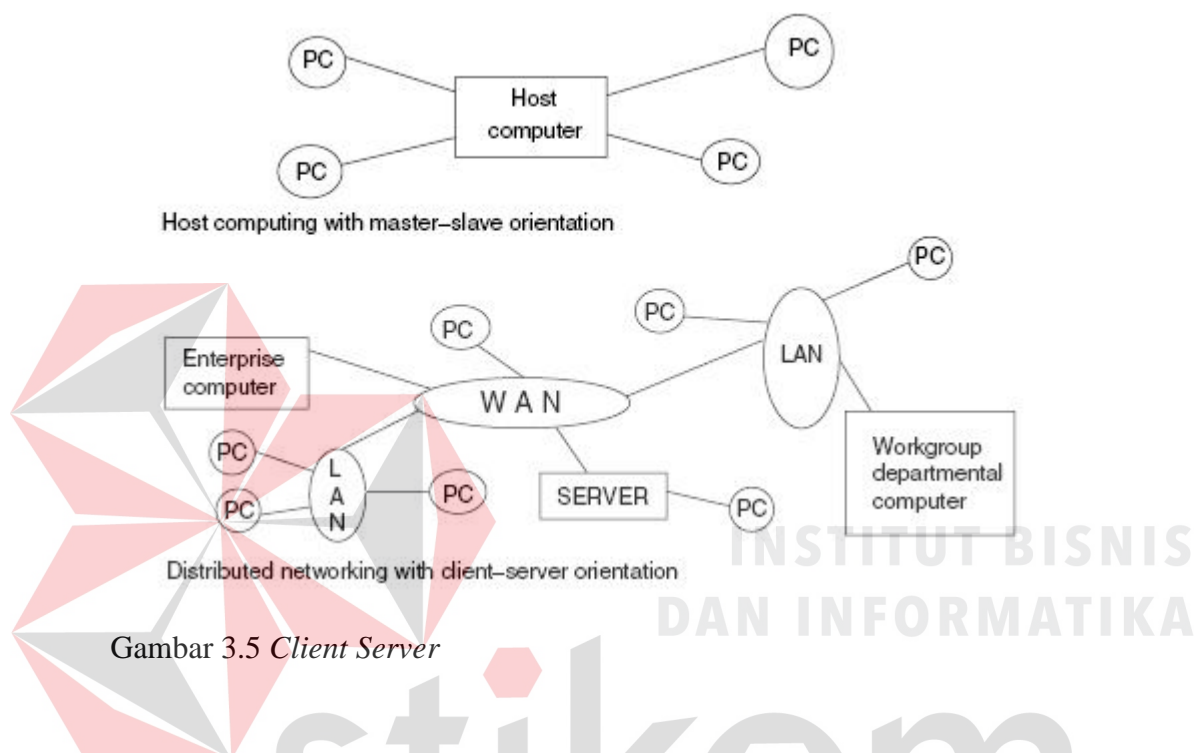 PC
PC
Host
computer
PC
PC
Host computing with master–slave orientation
PC
PC
PC
LAN
Enterprise
computer
W A N
PC
L
A
N
PC
PC
SERVER
PC
Workgroup
departmental
computer
Distributed networking with client–server orientation
INSTITUT BISNIS
DAN INFORMATIKA
Gambar 3.5 Client Server
stikom